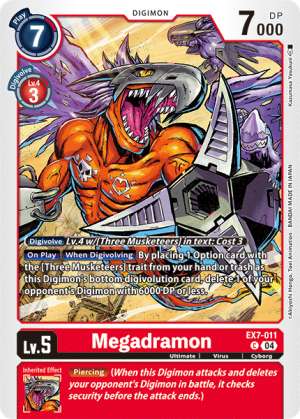 DIGIMON
Play
7
7000
DP
Digivolve
Lv.4
3
Digivolve Lv.4 w/[Three Musketeers] in text: Cost 3
On Play When Digivolving By placing 1 Option card with
the [Three Musketeers] trait from your hand or trash as
this Digimon's bottom digivolution card, delete 1 of your
opponent's Digimon with 6000 DP or less.
EX7-011
C 04
Lv.5
Megadramon
Ultimate
Virus
Cyborg
Inherited Effect
Piercing (When this Digimon attacks and deletes
your opponent's Digimon in battle, it checks
security before the attack ends.)